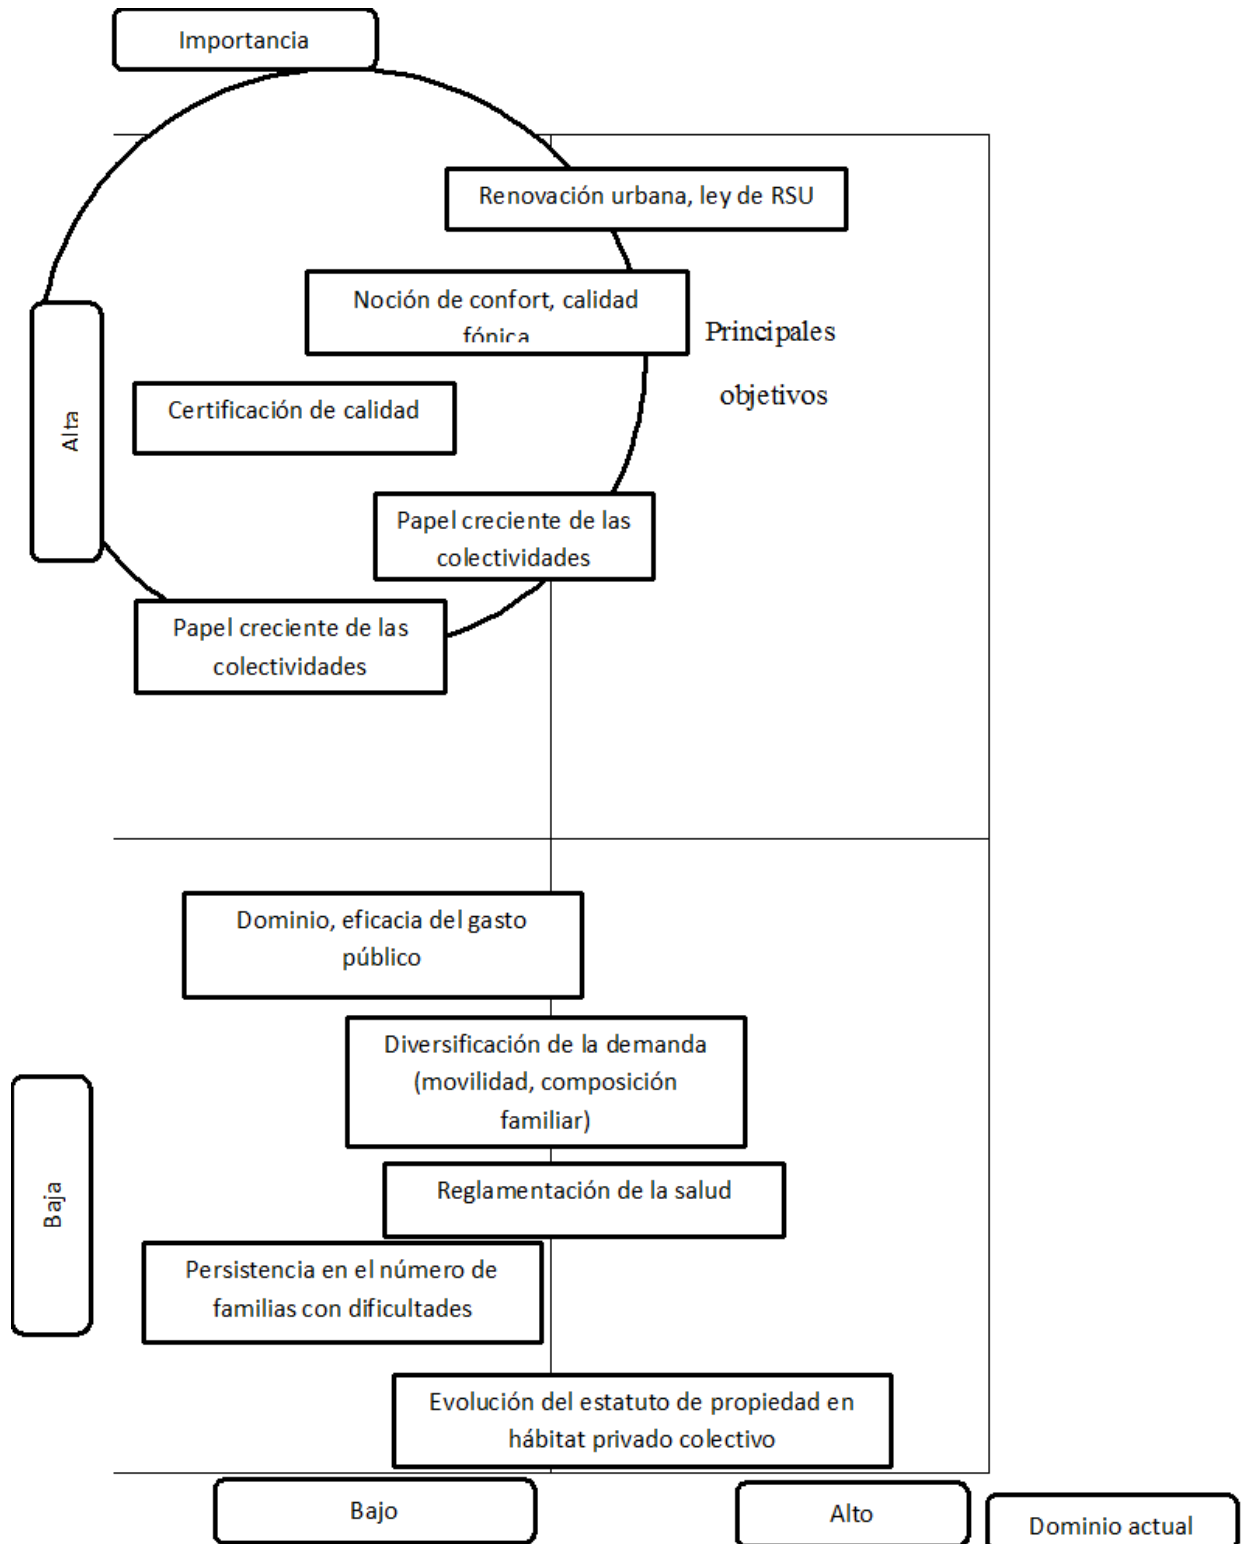 Importancia
Renovación urbana, ley de RSU
Noción de confort, calidad
fónica
Principales
objetivos
Certificación de calidad
Alta
Papel creciente de las
colectividades
Papel creciente de las
colectividades
Dominio, eficacia del gasto
público
Diversificación de la demanda
(movilidad, composición
familiar)
Baja
Reglamentación de la salud
Persistencia en el número de
familias con dificultades
Evolución del estatuto de propiedad en
hábitat privado colectivo
Bajo
Alto
Dominio actual